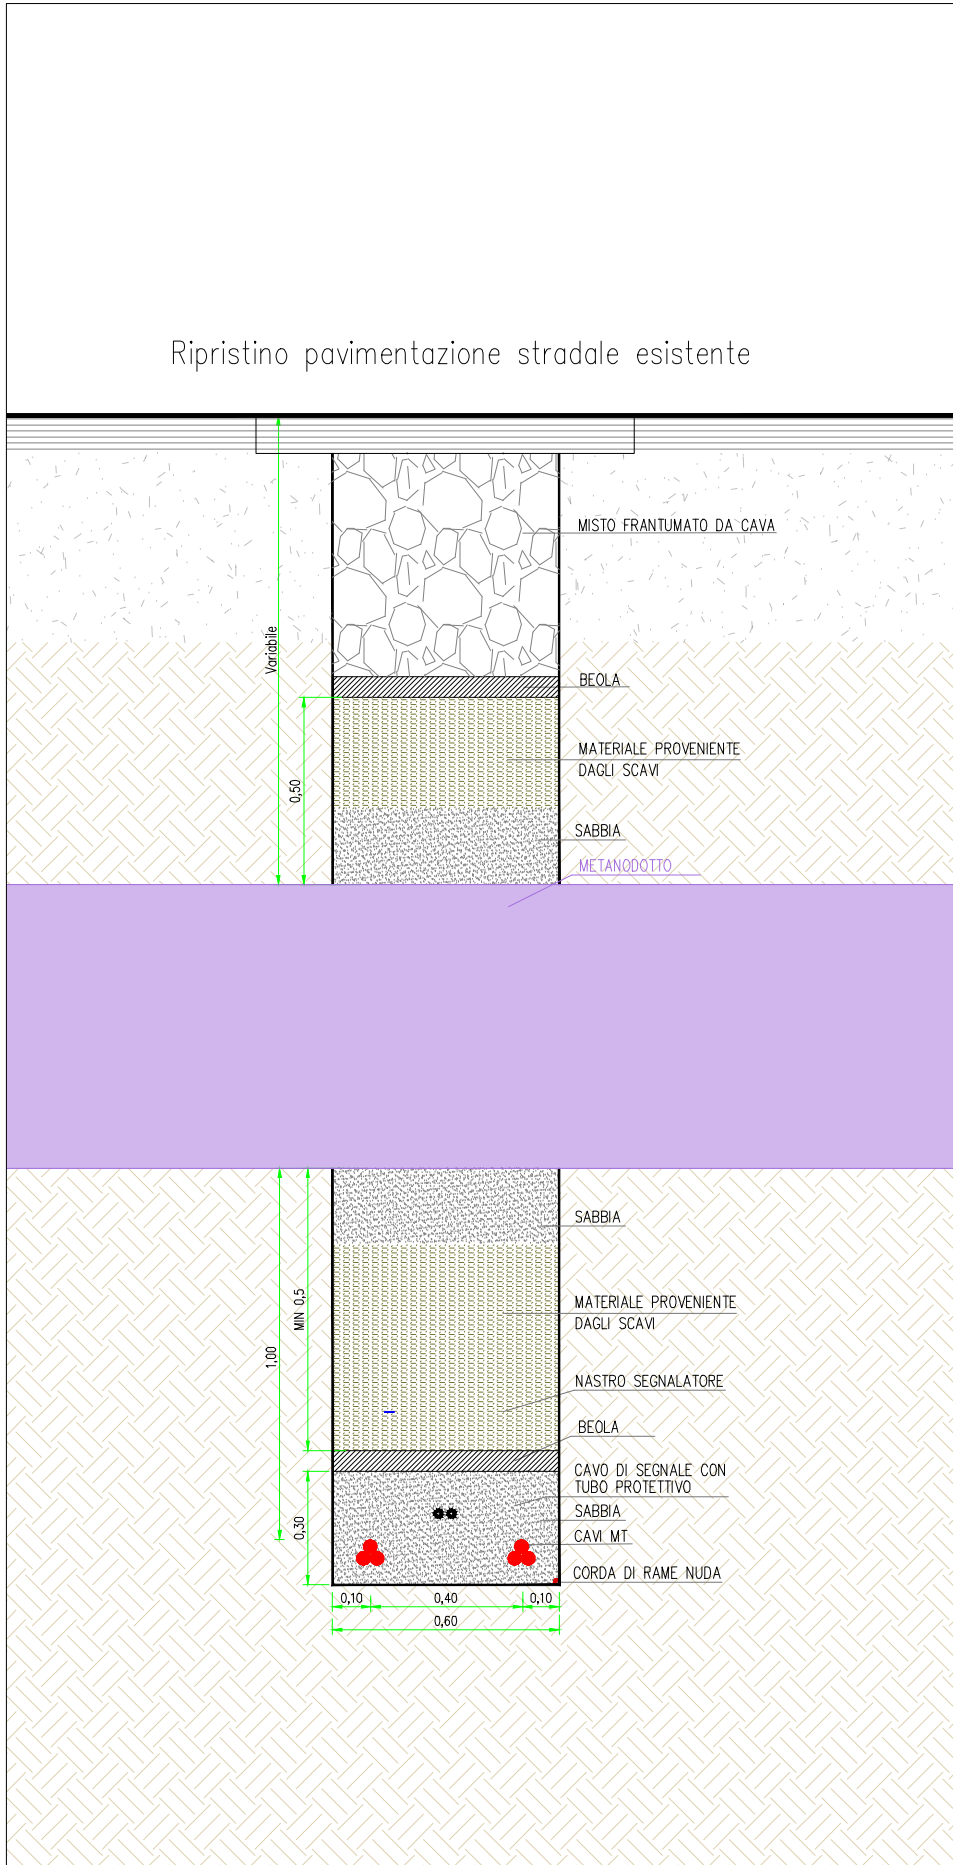 Ripristino pavimentazione stradale esistente
MISTO FRANTUMATO DA CAVA
Variabile
BEOLA
MATERIALE PROVENIENTE
DAGLI SCAVI
0,50
SABBIA
METANODOTTO
SABBIA
MATERIALE PROVENIENTE
DAGLI SCAVI
MIN 0,5
1,00
NASTRO SEGNALATORE
BEOLA
CAVO DI SEGNALE CON
TUBO PROTETTIVO
SABBIA
0,30
CAVI MT
CORDA DI RAME NUDA
0,10 0,40 0,10
0,60